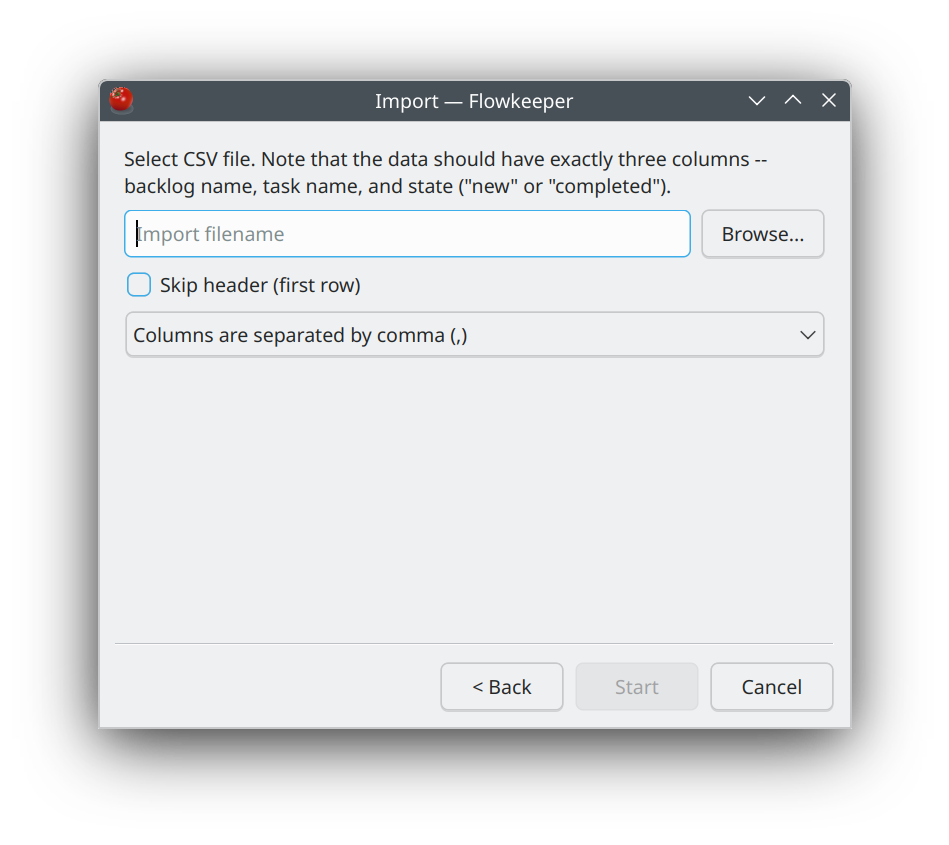 Import — Flowkeeper
Select CSV file. Note that the data should have exactly three columns --
backlog name, task name, and state ("new" or "completed").
Import filename
Browse...
Skip header (first row)
Columns are separated by comma (,)
< Back
Start
Cancel